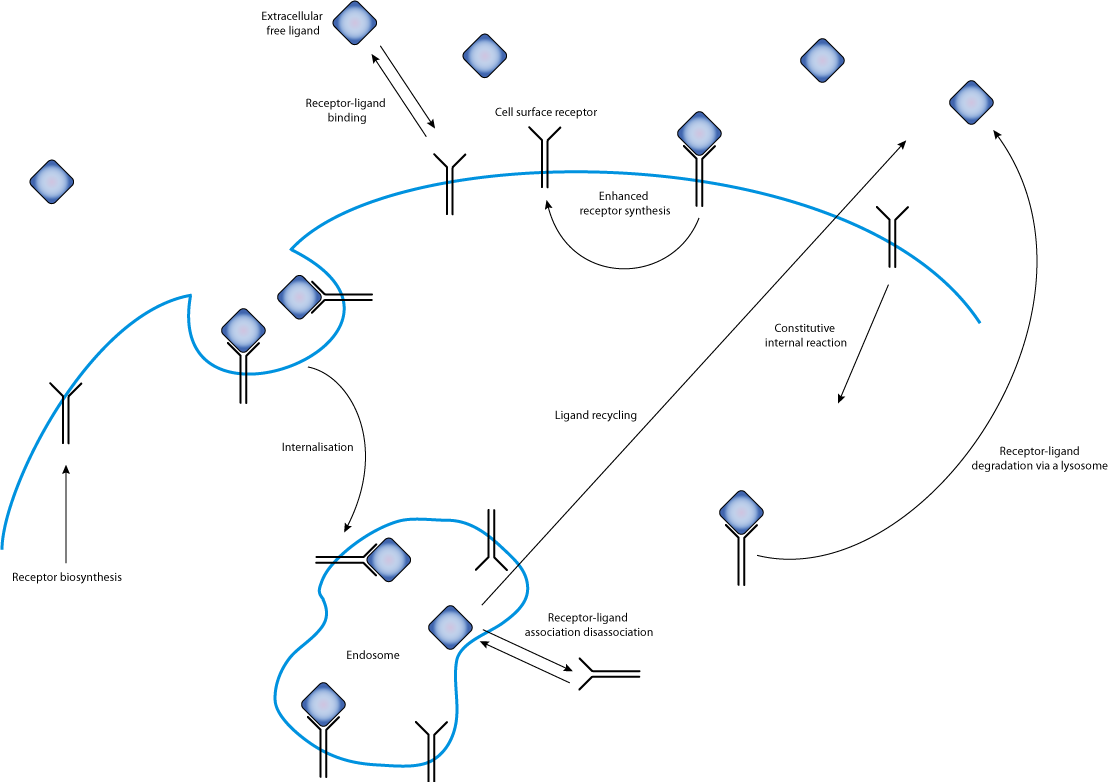 Extracellular
free ligand
Receptor-ligand
binding
Cell surface receptor
Enhanced
receptor synthesis
Constitutive
internal reaction
Ligand recycling
Internalisation
Receptor-ligand
degradation via a lysosome
Receptor biosynthesis
Receptor-ligand
association disassociation
Endosome